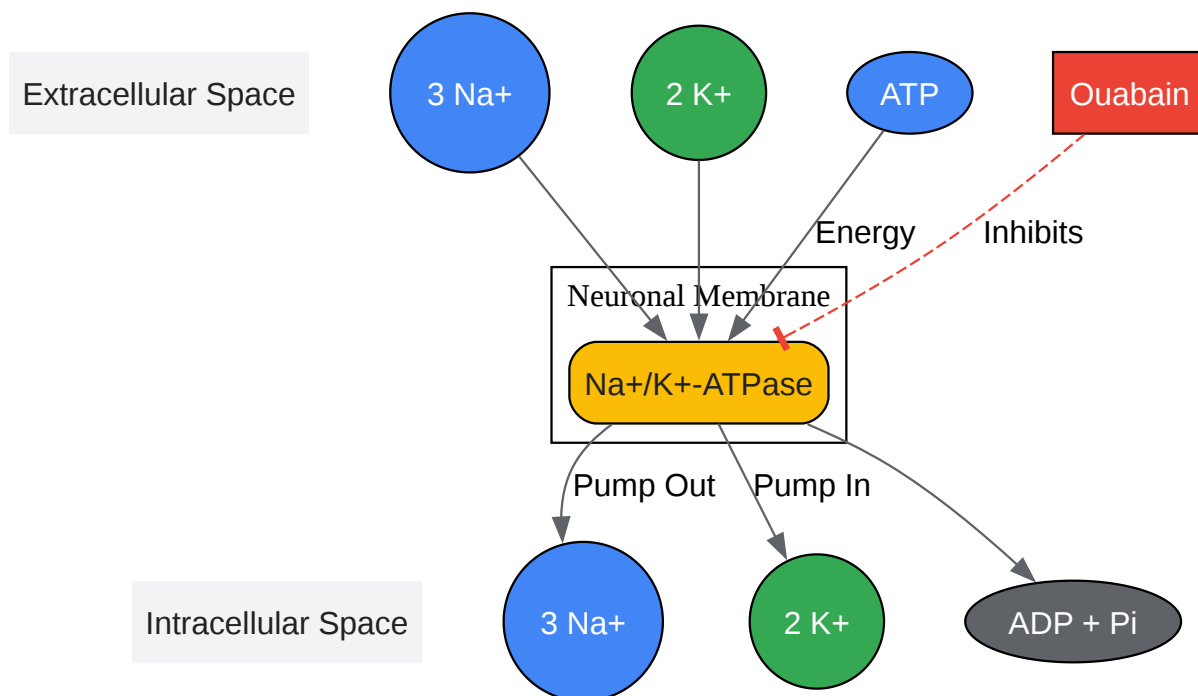 Extracellular Space
3 Na+
2 K+
ATP
Ouabain
Energy
Inhibits
Neuronal Membrane
Na+/K+-ATPase
Pump Out
Pump In
Intracellular Space
3 Na+
2 K+
ADP + Pi